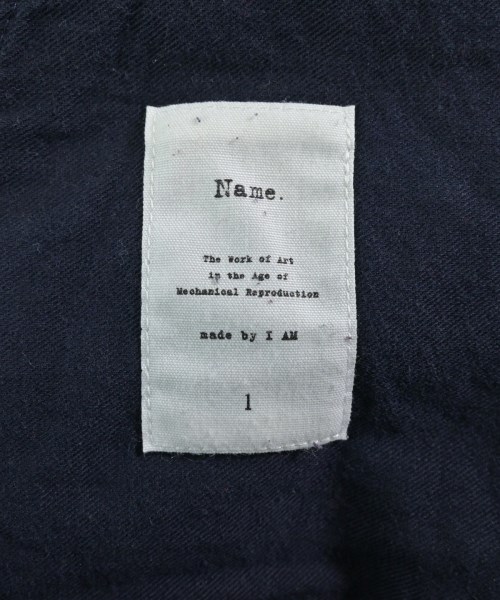 Name.
The Work of Art
in the Age of
Mechanical Reproduction
made by I AM
1